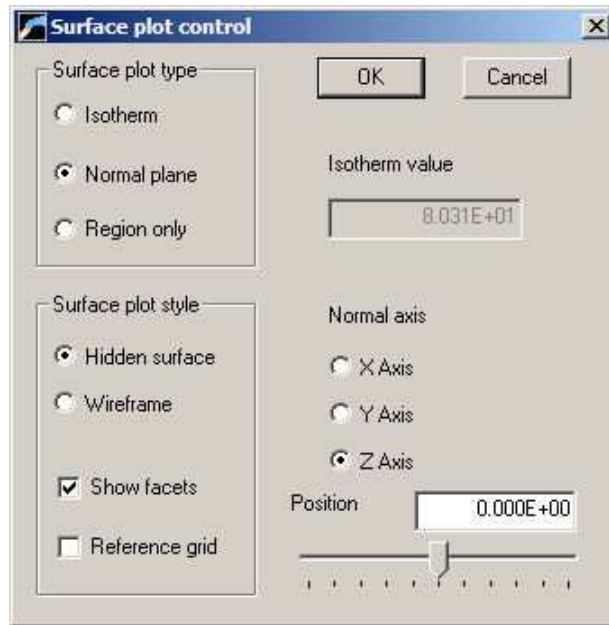 Surface plot control
Surface plot type
Isotherm
Normal plane
Region only
OK
Cancel
Isotherm value
8.031E+01
Surface plot style
Hidden surface
Wireframe
Show facets
Reference grid
Normal axis
X Axis
Y Axis
Z Axis
Position
0.000E+00